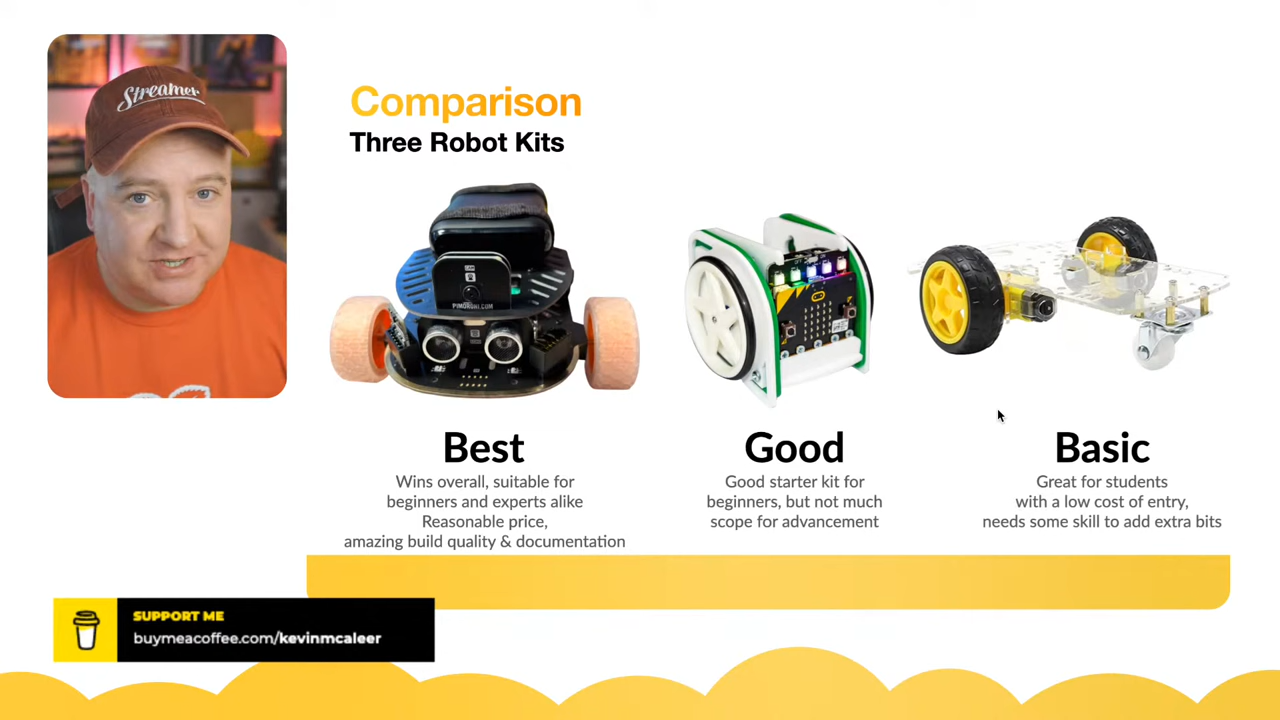 Streamer
Comparison
Three Robot Kits
PIMORONI.COM
Best
Wins overall, suitable for
beginners and experts alike
Reasonable price,
amazing build quality & documentation
Good
Good starter kit for
beginners, but not much
scope for advancement
Basic
Great for students
with a low cost of entry,
needs some skill to add extra bits
SUPPORT ME
buymeacoffee.com/kevinmcaleer